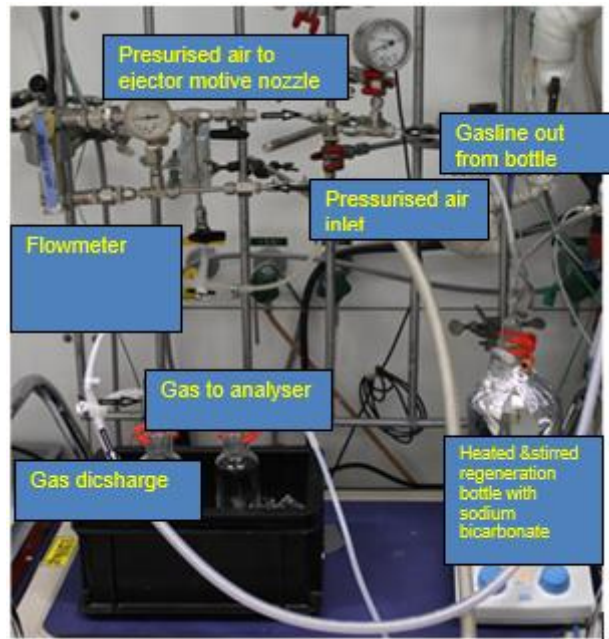 Presurised air to
ejector motive nozzle
Gasline out
from bottle
Pressurised air
inlet
Flowmeter
Gas to analyser
Gas dicsharge
Heated &stirred
regeneration
bottle with
sodium
bicarbonate